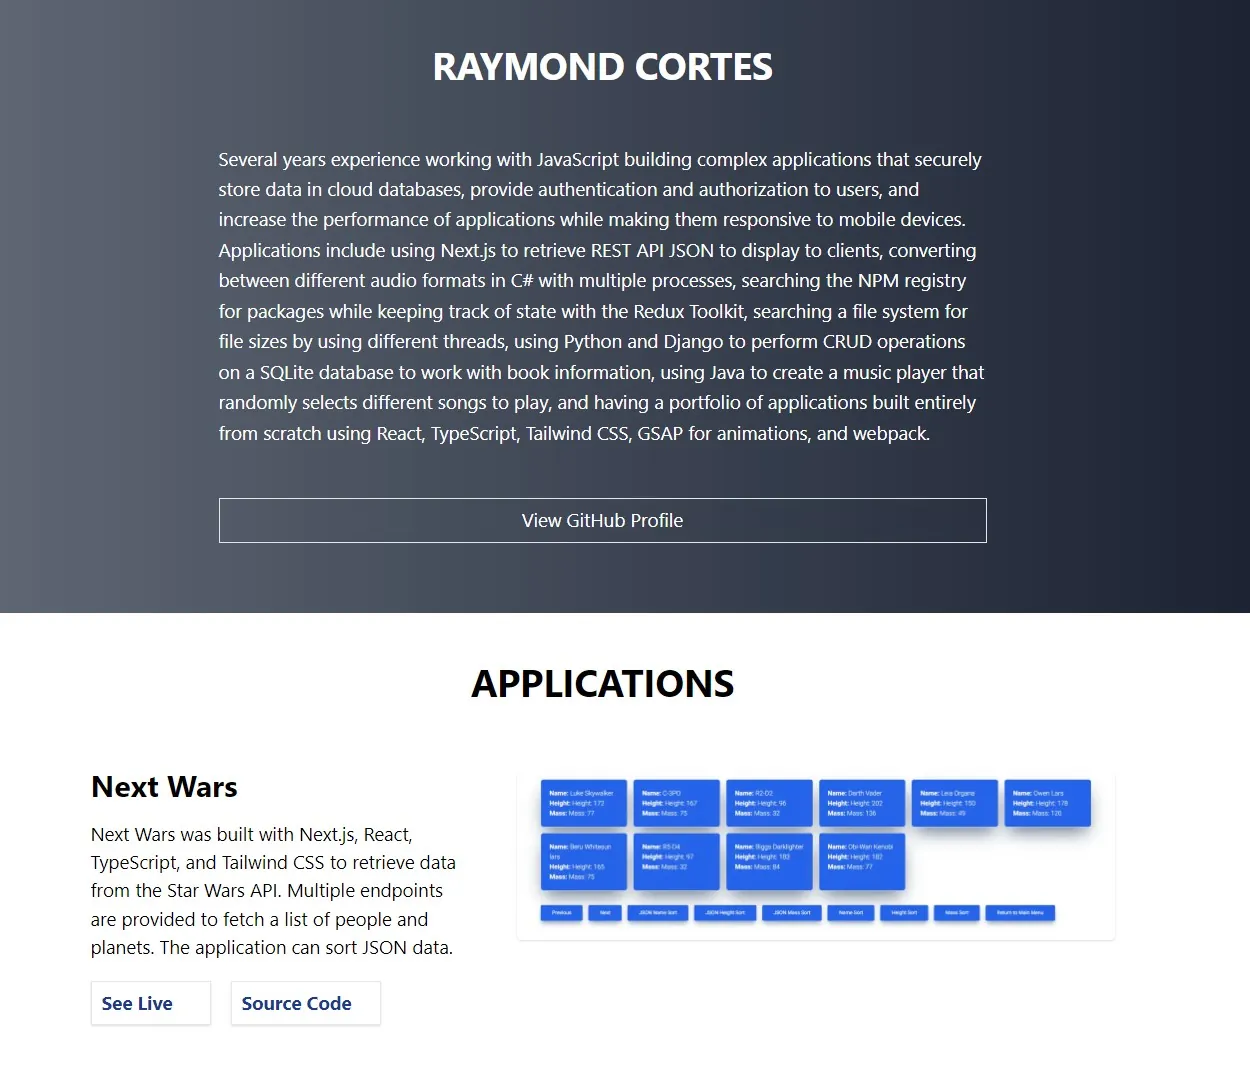 RAYMOND CORTES
Several years experience working with JavaScript building complex applications that securely
store data in cloud databases, provide authentication and authorization to users, and
increase the performance of applications while making them responsive to mobile devices.
Applications include using Next.js to retrieve REST API JSON to display to clients, converting
between different audio formats in C# with multiple processes, searching the NPM registry
for packages while keeping track of state with the Redux Toolkit, searching a file system for
file sizes by using different threads, using Python and Django to perform CRUD operations
on a SQLite database to work with book information, using Java to create a music player that
randomly selects different songs to play, and having a portfolio of applications built entirely
from scratch using React, TypeScript, Tailwind CSS, GSAP for animations, and webpack.
View GitHub Profile
APPLICATIONS
Next Wars
Next Wars was built with Next.js, React,
TypeScript, and Tailwind CSS to retrieve data
from the Star Wars API. Multiple endpoints
are provided to fetch a list of people and
planets. The application can sort JSON data.
See Live
Source Code
Name: Luke Skywalker
Height: Height: 172
Mass: Mass: 77
Name: C-3PO
Height: Height: 167
Mass: Mass: 75
Name: R2-D2
Height: Height: 96
Mass: Mass: 32
Name: Darth Vader
Height: Height: 202
Mass: Mass: 136
Name: Leia Organa
Height: Height: 150
Mass: Mass: 49
Name: Owen Lars
Height: Height: 178
Mass: Mass: 120
Name: Beru Whitesun
lars
Height: Height: 165
Mass: Mass: 75
Name: R5-D4
Height: Height: 97
Mass: Mass: 32
Name: Biggs Darklighter
Height: Height: 183
Mass: Mass: 84
Name: Obi-Wan Kenobi
Height: Height: 182
Mass: Mass: 77
Previous
Next
JSON Name Sort
JSON Height Sort
JSON Mass Sort
Name Sort
Height Sort
Mass Sort
Return to Main Menu